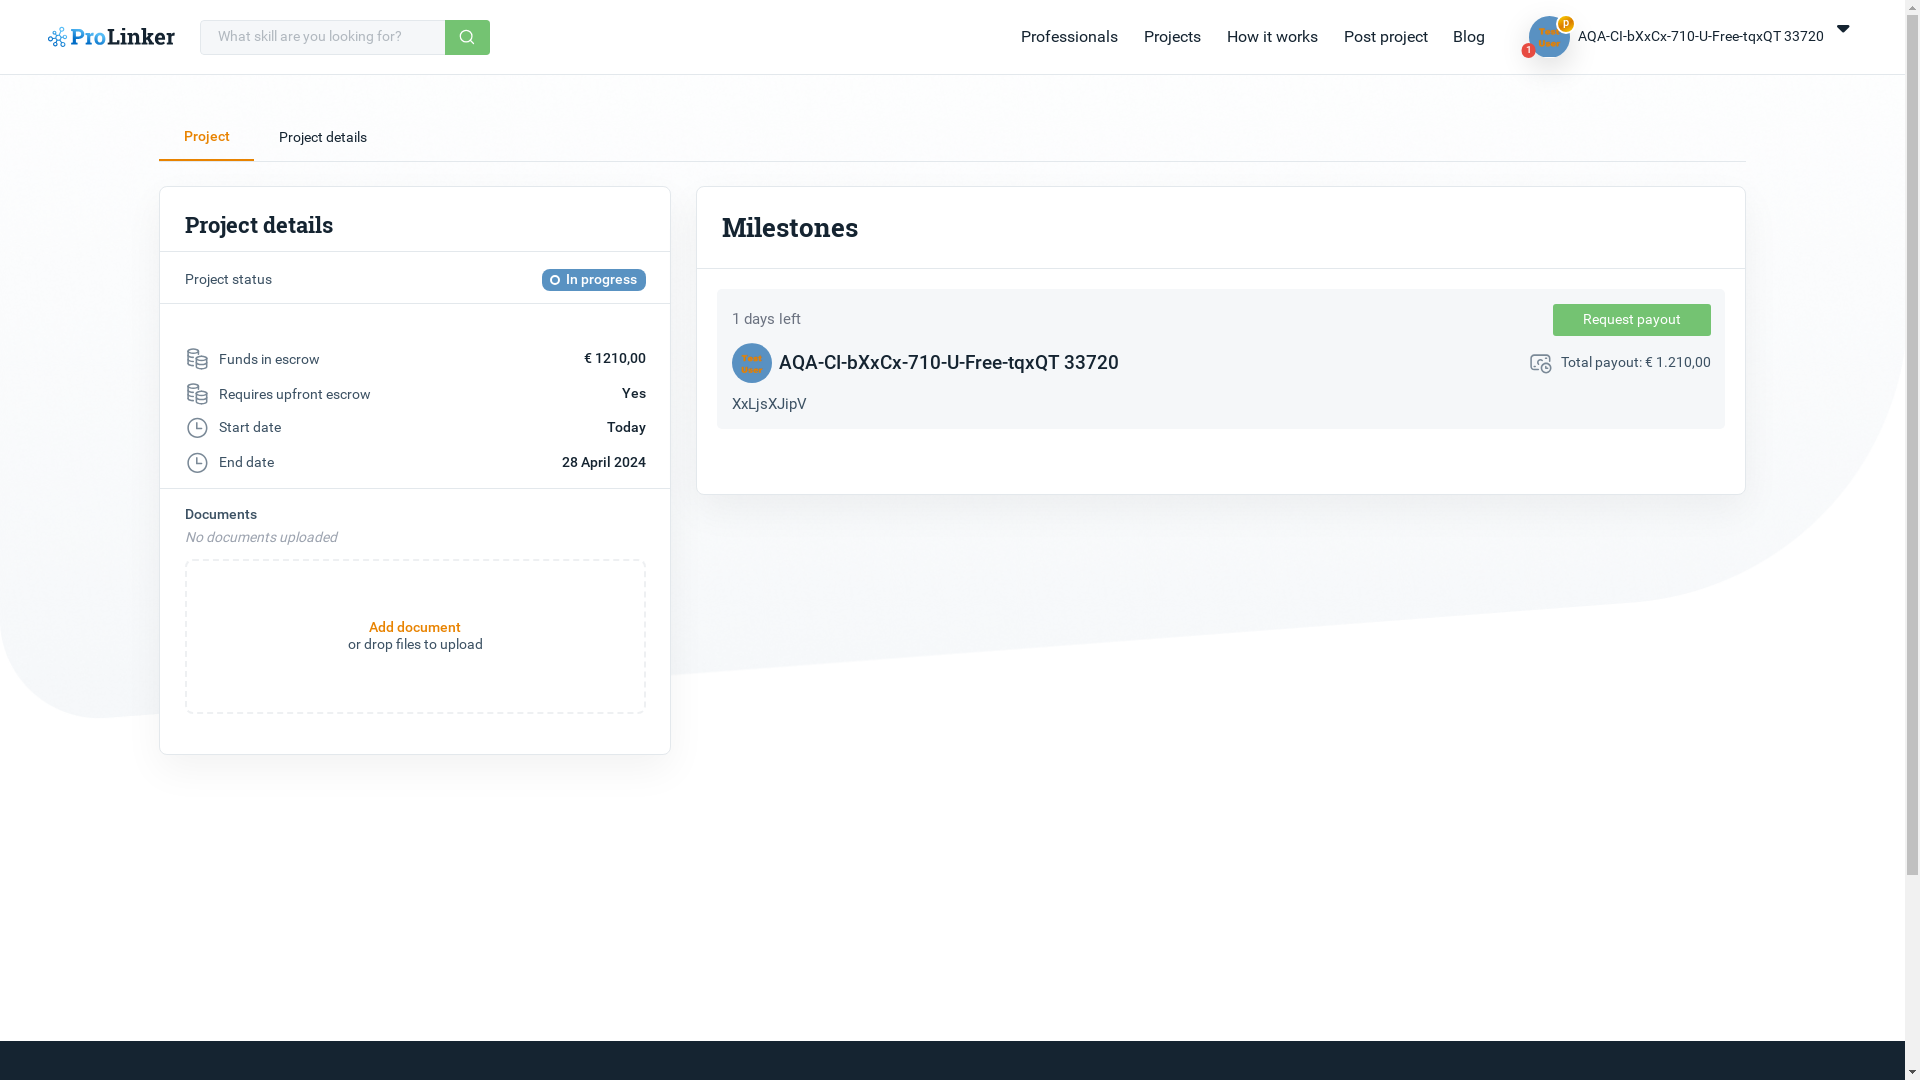 ProLinker
What skill are you looking for?
Professionals
Projects
How it works
Post project
Blog
P
Test
User
1
AQA-CI-bXxCx-710-U-Free-tqxQT 33720
Project
Project details
Project details
Project status
In progress
Funds in escrow
€ 1210,00
Requires upfront escrow
Yes
Start date
Today
End date
28 April 2024
Documents
No documents uploaded
Add document
or drop files to upload
Milestones
1 days left
Request payout
Test
User
AQA-CI-bXxCx-710-U-Free-tqxQT 33720
Total payout: € 1.210,00
XxLjsXJipV